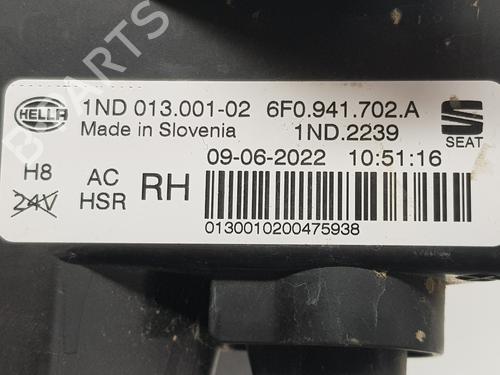 B PARTS
HELLA
1ND 013.001-02 6F0.941.702.A
Made in Slovenia 1ND.2239
SEAT
09-06-2022 10:51:16
H8 AC RH
24V HSR
0130010200475938